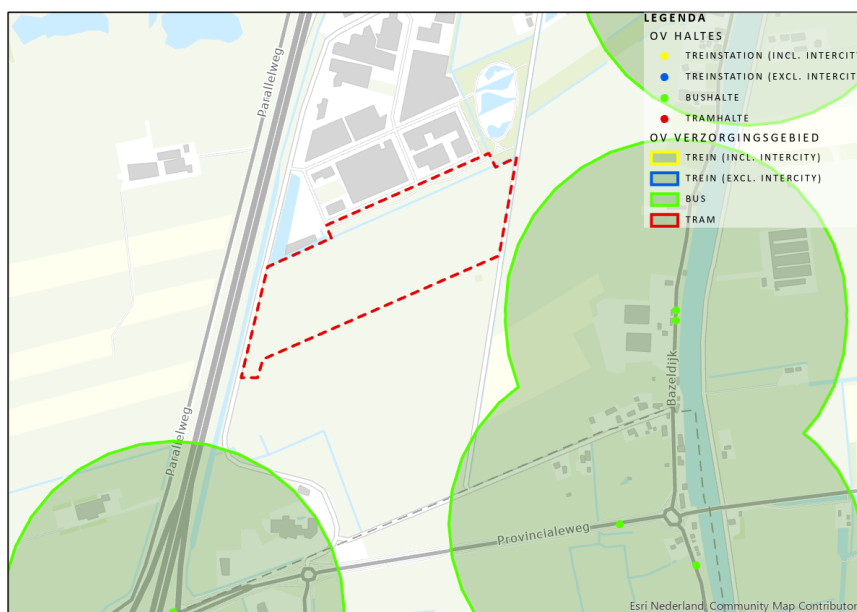 LEGENDA
OV HALTES
TREINSTATION (INCL. INTERCITY
TREINSTATION (EXCL. INTERCITY
BUSHALTE
TRAMHALTE
OV VERZORGINGSGEBIED
TREIN (INCL. INTERCITY)
TREIN (EXCL. INTERCITY)
BUS
TRAM
Parallelweg
Parallelweg
Bazeldijk
Provincialeweg
Esri Nederland, Community Map Contributor